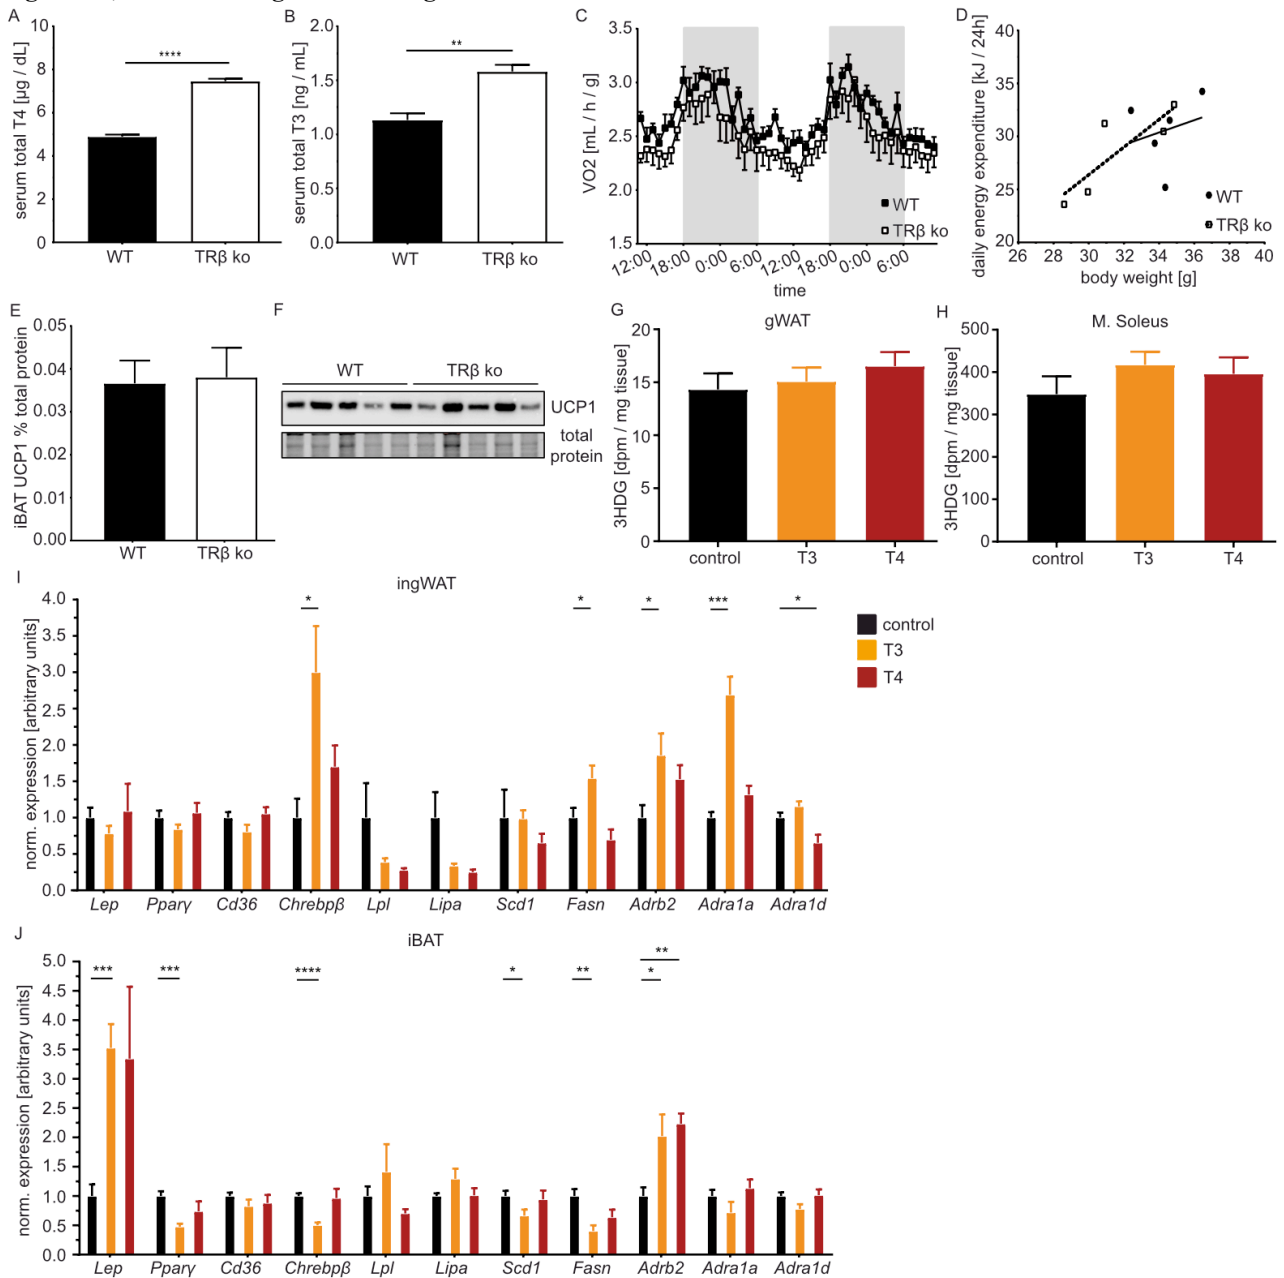 A
serum total T4 [µg / dL]
10
8
6
4
2
0
****
WT
TRβ ko
B
serum total T3 [ng / mL]
2.0
1.5
1.0
0.5
0.0
**
WT
TRβ ko
C
VO2 [mL / h / g]
3.5
3.0
2.5
2.0
1.5
WT
TRβ ko
12:00
18:00
0:00
6:00
12:00
18:00
0:00
6:00
time
D
daily energy expenditure [kJ / 24h]
40
35
30
25
20
WT
TRβ ko
26
28
30
32
34
36
38
40
body weight [g]
E
iBAT UCP1 % total protein
0.05
0.04
0.03
0.02
0.01
0.00
WT
TRβ ko
F
WT
TRβ ko
UCP1
total
protein
G
gWAT
3HDG [dpm / mg tissue]
20
15
10
5
0
control
T3
T4
H
M. Soleus
3HDG [dpm / mg tissue]
500
400
300
200
100
0
control
T3
T4
I
ingWAT
norm. expression [arbitrary units]
4.0
3.5
3.0
2.5
2.0
1.5
1.0
0.5
0.0
*
*
*
***
*
Lep
Pparγ
Cd36
Chrebpβ
Lpl
Lipa
Scd1
Fasn
Adrb2
Adra1a
Adra1d
control
T3
T4
J
iBAT
norm. expression [arbitrary units]
5.0
4.5
4.0
3.5
3.0
2.5
2.0
1.5
1.0
0.5
0.0
***
***
****
*
**
**
*
Lep
Pparγ
Cd36
Chrebpβ
Lpl
Lipa
Scd1
Fasn
Adrb2
Adra1a
Adra1d